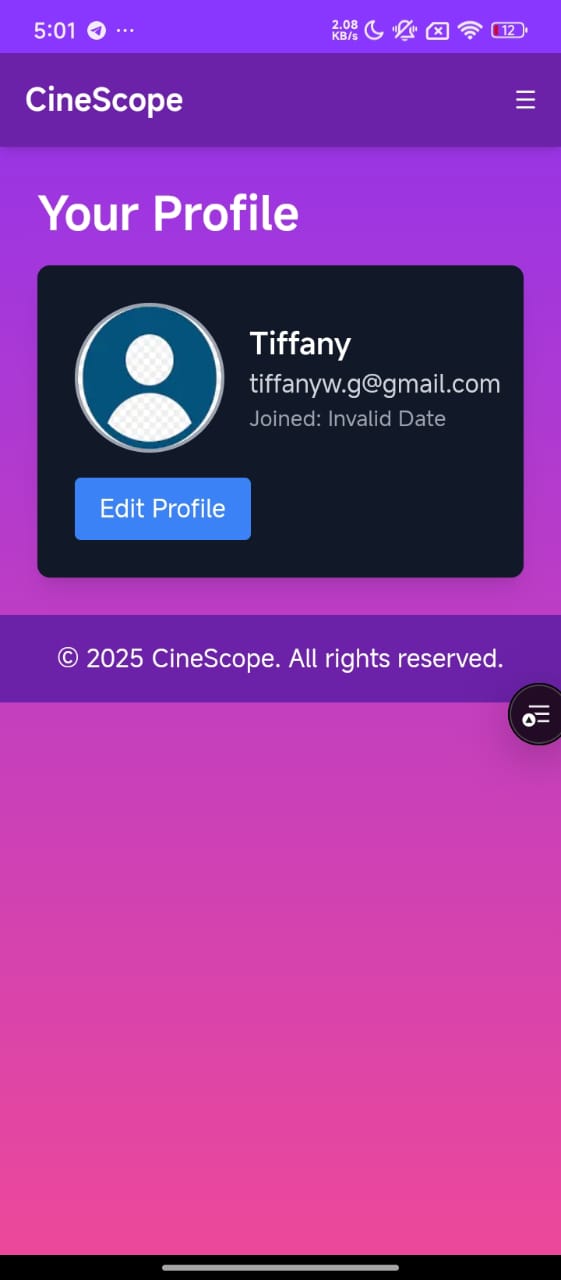 5:01 ... 2.08 KB/s 12
CineScope
Your Profile
Tiffany
tiffanyw.g@gmail.com
Joined: Invalid Date
Edit Profile
© 2025 CineScope. All rights reserved.